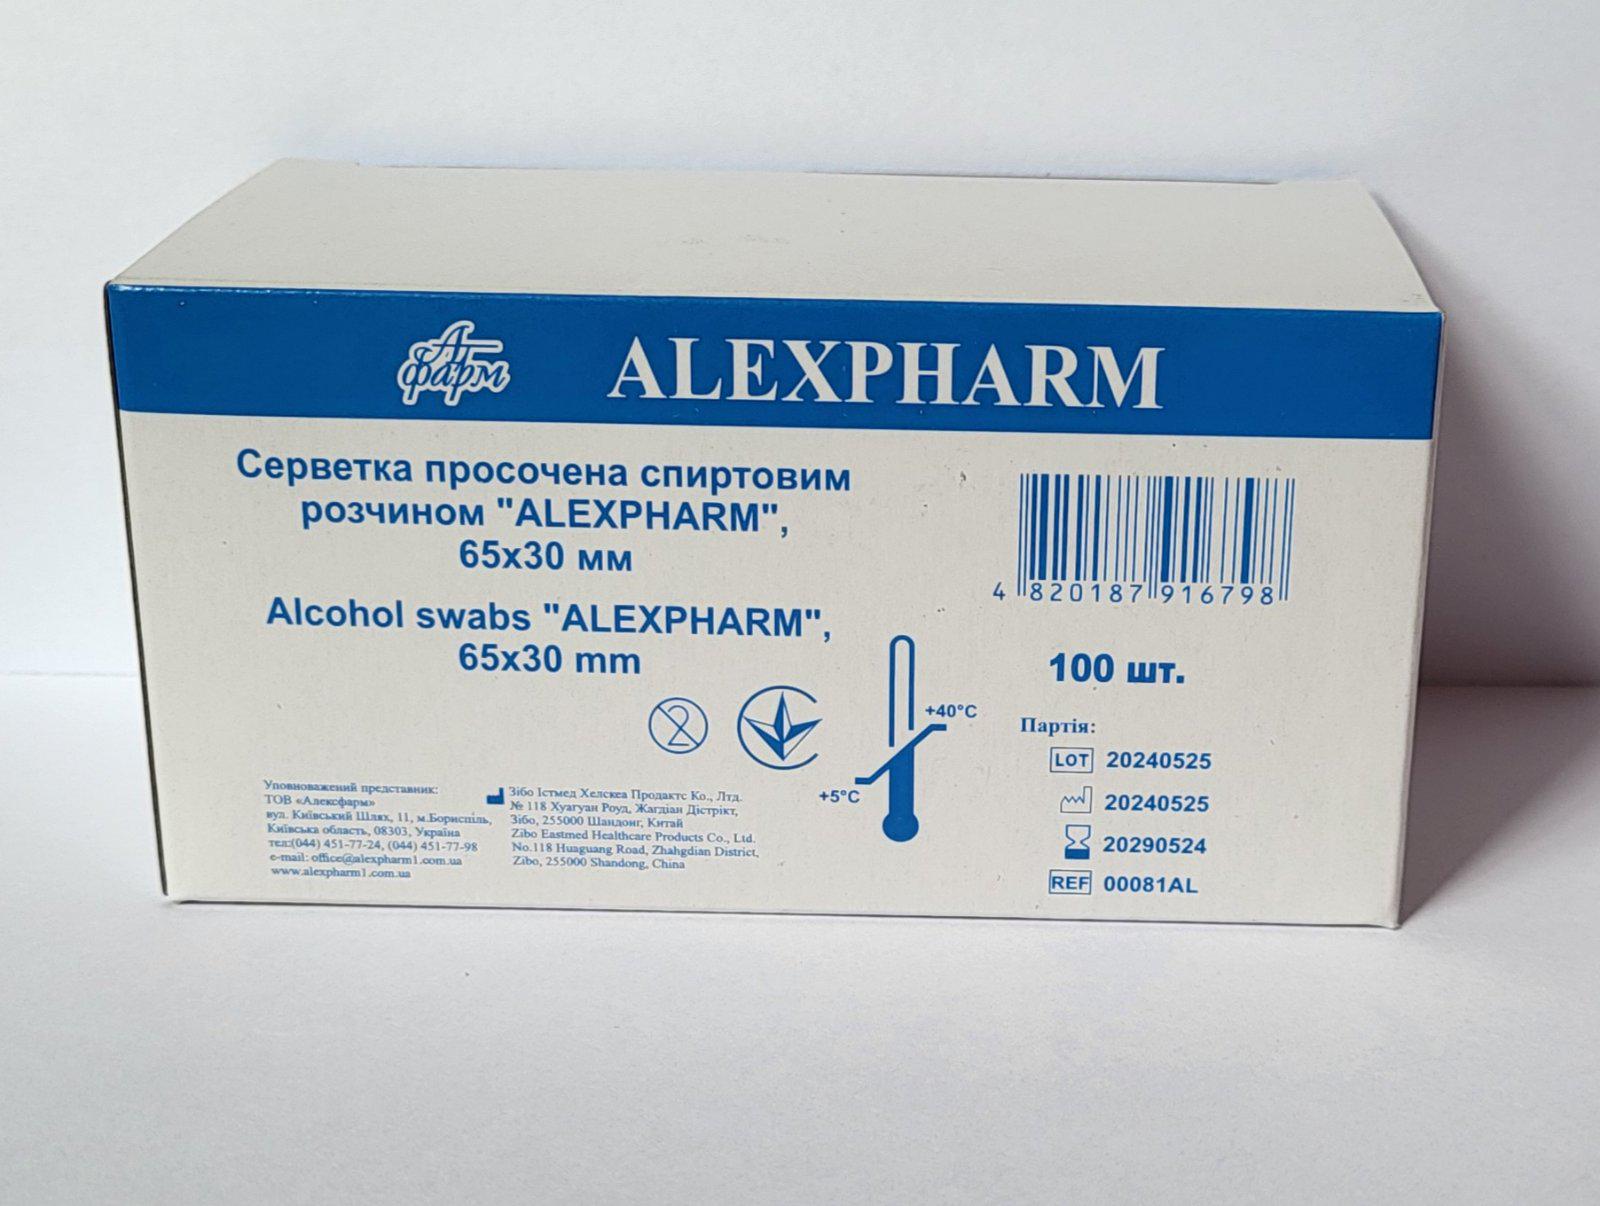 А
фарм
ALEXPHARM
Серветка просочена спиртовим
розчином "ALEXPHARM",
65x30 мм
Alcohol swabs "ALEXPHARM",
65x30 mm
4 820187 916798
100 шт.
2
+40°C
+5°C
Партія:
LOT 20240525
20240525
20290524
REF 00081AL
Уповноважений представник:
ТОВ «Алексфарм»
вул. Київський Шлях, 11, м.Бориспіль,
Київська область, 08303, Україна
тел:(044) 451-77-24, (044) 451-77-98
e-mail: office@alexpharm1.com.ua
www.alexpharm1.com.ua
Зібо Істмед Хелскеа Продактс Ко., Лтд.
№ 118 Хуагуан Роуд, Жагдіан Дістрікт,
Зібо, 255000 Шандонг, Китай
Zibo Eastmed Healthcare Products Co., Ltd.
No.118 Huaguang Road, Zhahgdian District,
Zibo, 255000 Shandong, China